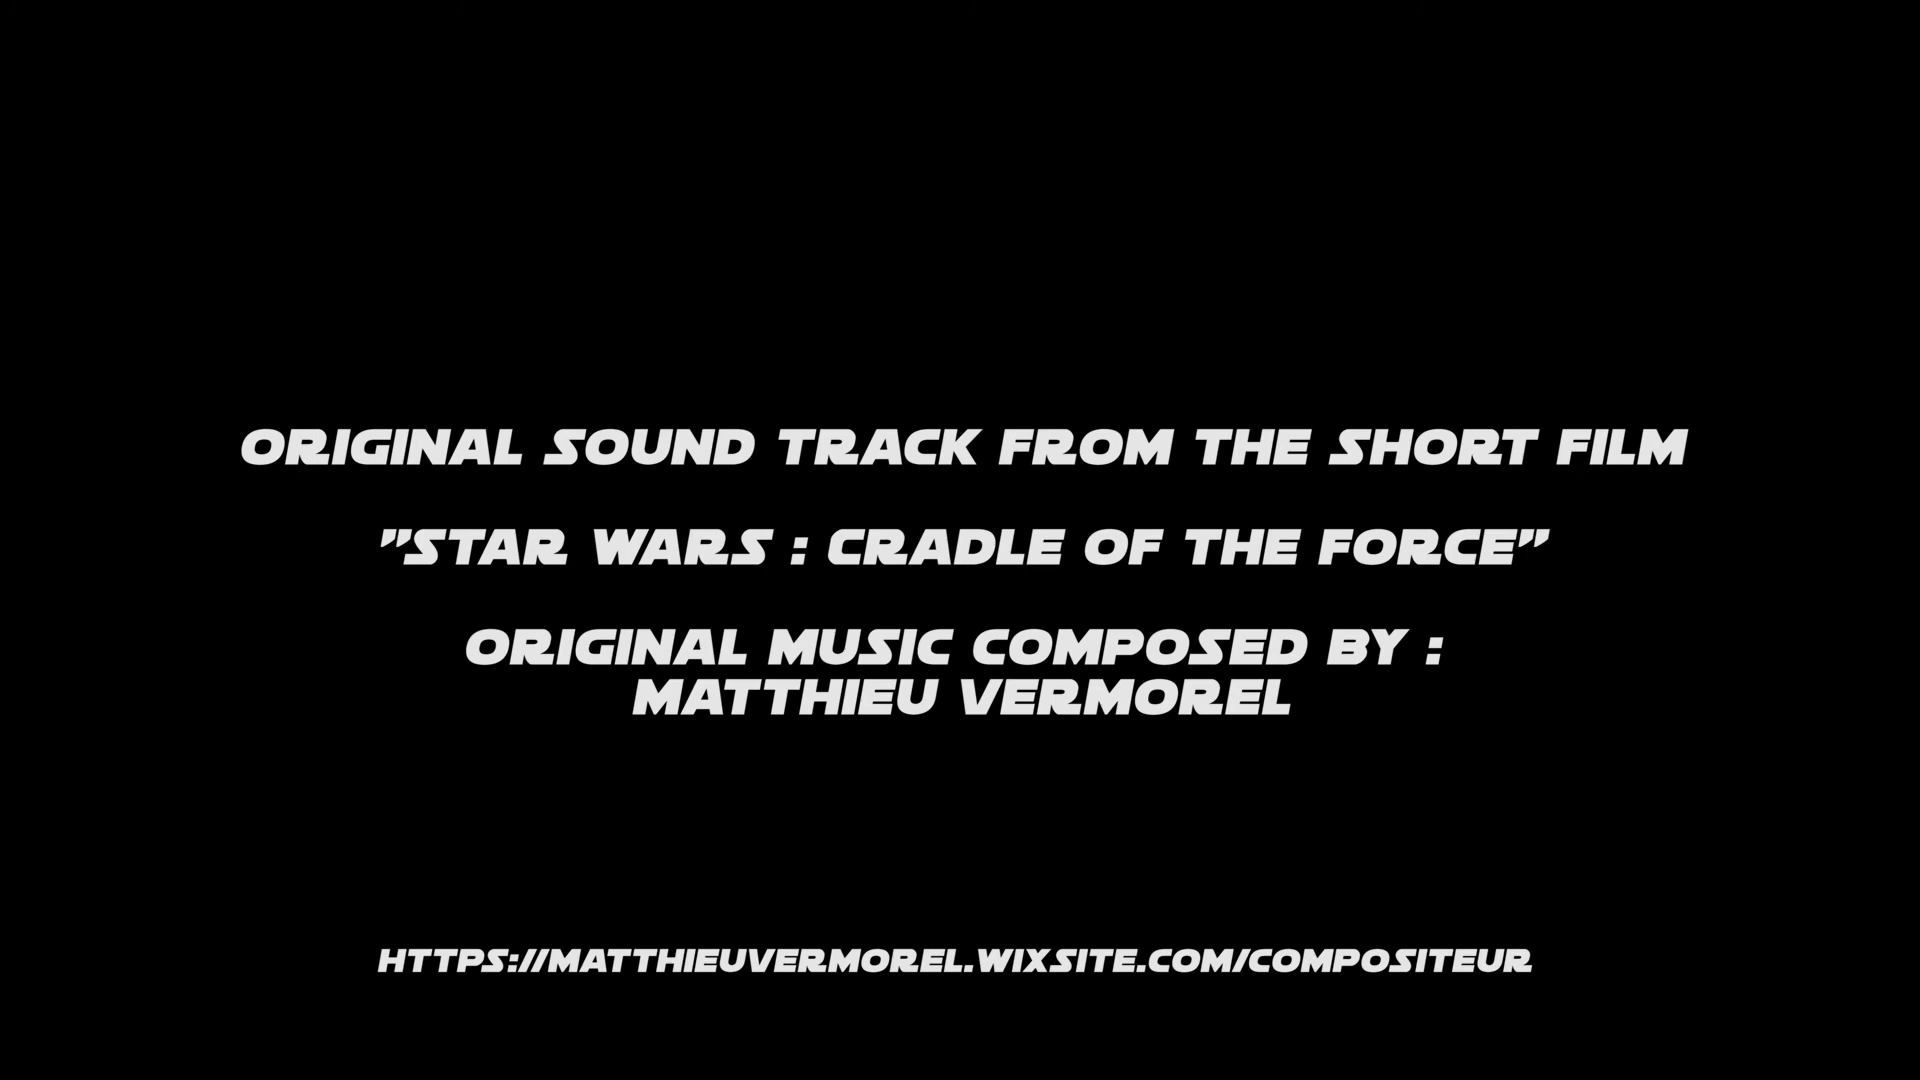 ORIGINAL SOUND TRACK FROM THE SHORT FILM
"STAR WARS : CRADLE OF THE FORCE"
ORIGINAL MUSIC COMPOSED BY :
MATTHIEU VERMOREL
HTTPS://MATTHIEUVERMOREL.WIXSITE.COM/COMPOSITEUR